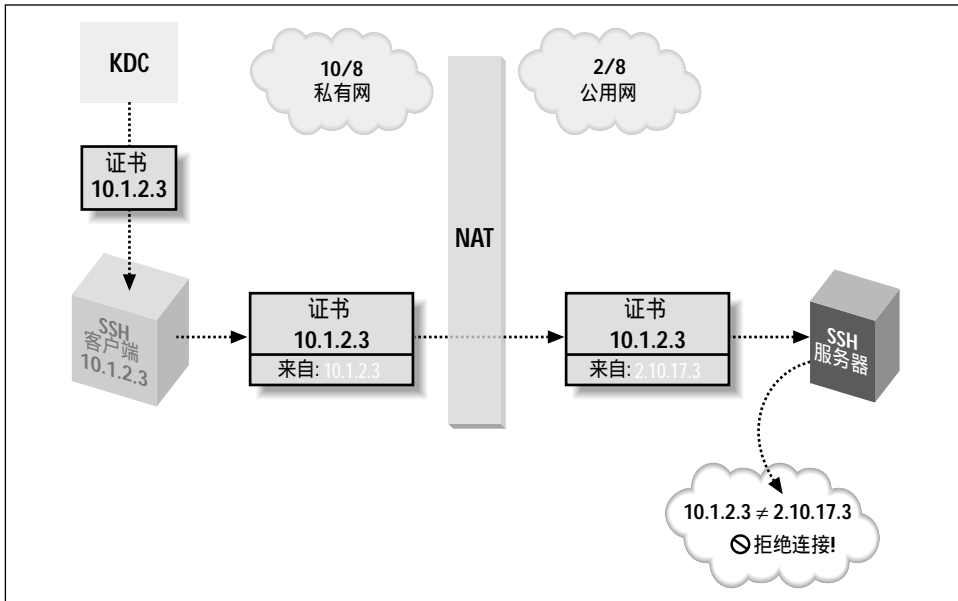 KDC
10/8
私有网
2/8
公用网
证书
10.1.2.3
NAT
SSH
客户端
10.1.2.3
证书
10.1.2.3
来自: 10.1.2.3
证书
10.1.2.3
来自: 2.10.17.3
SSH
服务器
10.1.2.3 ≠ 2.10.17.3
拒绝连接!